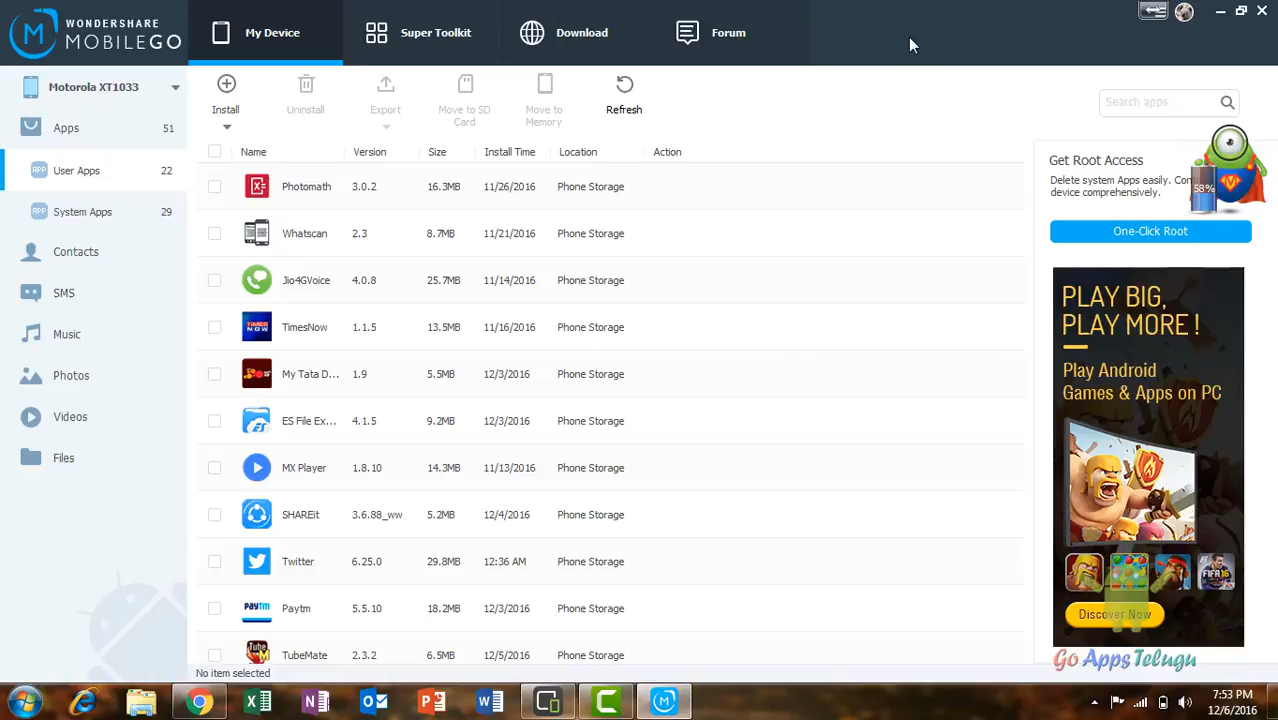 WONDERSHARE
MOBILEGO
My Device
Super Toolkit
Download
Forum
Motorola XT1033
Apps 51
User Apps 22
System Apps 29
Contacts
SMS
Music
Photos
Videos
Files
Install
Uninstall
Export
Move to SD
Card
Move to
Memory
Refresh
Search apps
Name Version Size Install Time Location Action
Photomath 3.0.2 16.3MB 11/26/2016 Phone Storage
Whatscan 2.3 8.7MB 11/21/2016 Phone Storage
Jio4GVoice 4.0.8 25.7MB 11/14/2016 Phone Storage
TimesNow 1.1.5 13.5MB 11/16/2016 Phone Storage
My Tata D... 1.9 5.5MB 12/3/2016 Phone Storage
ES File Ex... 4.1.5 9.2MB 12/3/2016 Phone Storage
MX Player 1.8.10 14.3MB 11/13/2016 Phone Storage
SHAREit 3.6.88_ww 5.2MB 12/4/2016 Phone Storage
Twitter 6.25.0 29.8MB 12:36 AM Phone Storage
Paytm 5.5.10 18.2MB 12/3/2016 Phone Storage
TubeMate 2.3.2 6.5MB 12/5/2016 Phone Storage
No item selected
Get Root Access
Delete system Apps easily. Con
device comprehensively.
58%
One-Click Root
PLAY BIG,
PLAY MORE !
Play Android
Games & Apps on PC
FIFA 16
Discover Now
Go Apps Telugu
7:53 PM
12/6/2016